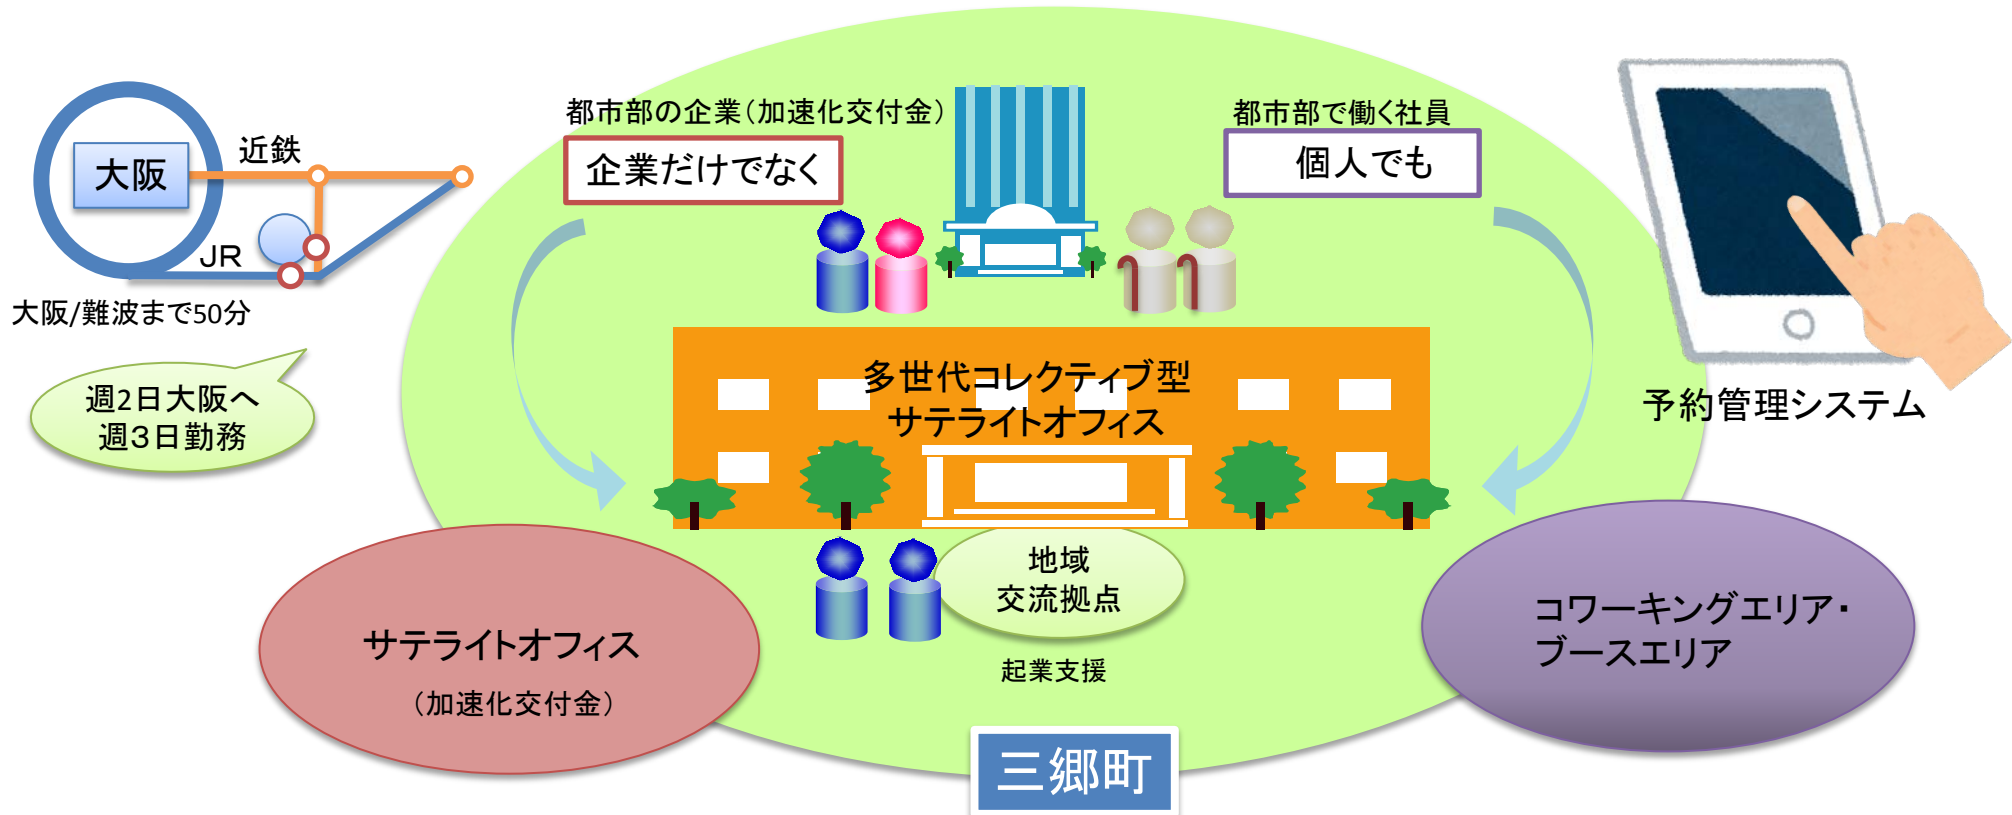 大阪
近鉄
JR
大阪/難波まで50分
週2日大阪へ
週３日勤務
都市部の企業（加速化交付金）
企業だけでなく
都市部で働く社員
個人でも
予約管理システム
多世代コレクティブ型
サテライトオフィス
地域
交流拠点
起業支援
サテライトオフィス
（加速化交付金）
コワーキングエリア・
ブースエリア
三郷町